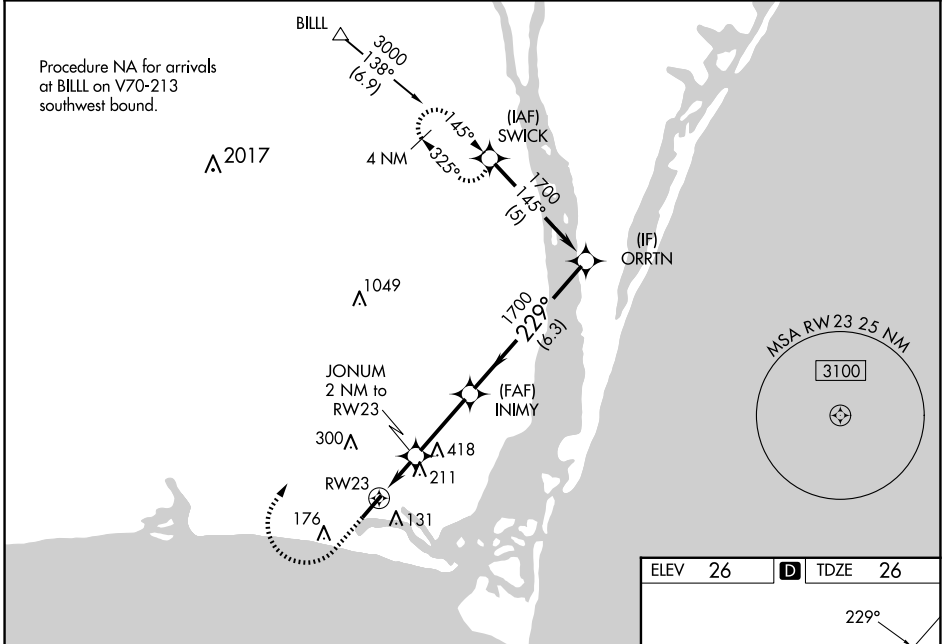 BILLL
3000
138°
(6.9)
Procedure NA for arrivals
at BILLL on V70-213
southwest bound.
(IAF)
SWICK
145°
325°
4 NM
2017
1700
145°
(5)
(IF)
ORRTN
1049
1700
229°
(6.3)
MSA RW23 25 NM
3100
JONUM
2 NM to
RW23
(FAF)
INIMY
300
418
211
RW23
176
131
ELEV 26 D TDZE 26
229°